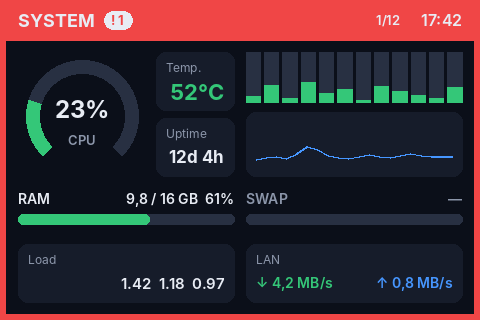 SYSTEM ! 1 1/12 17:42
23%
CPU
Temp.
52°C
Uptime
12d 4h
RAM 9,8 / 16 GB 61%
SWAP —
Load
1.42 1.18 0.97
LAN
↓ 4,2 MB/s ↑ 0,8 MB/s